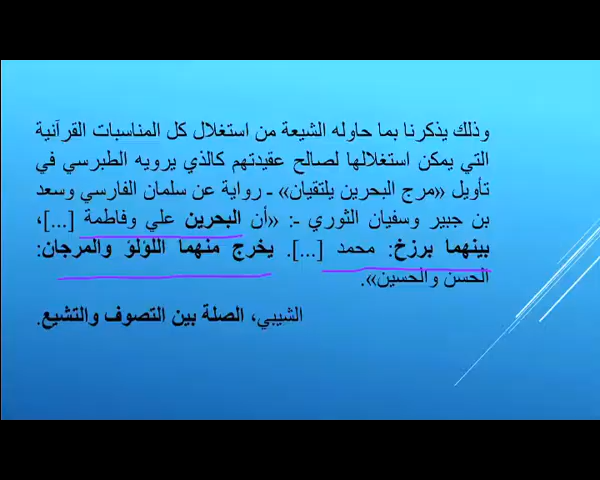 وذلك يذكرنا بما حاوله الشيعة من استغلال كل المناسبات القرآنية
التي يمكن استغلالها لصالح عقيدتهم كالذي يرويه الطبرسي في
تأويل «مرج البحرين يلتقيان» ـ رواية عن سلمان الفارسي وسعد
بن جبير وسفيان الثوري ـ: «أن البحرين علي وفاطمة [...]،
بينهما برزخ: محمد [...]. يخرج منهما اللؤلؤ والمرجان:
الحسن والحسين».
الشيبي، الصلة بين التصوف والتشيع.